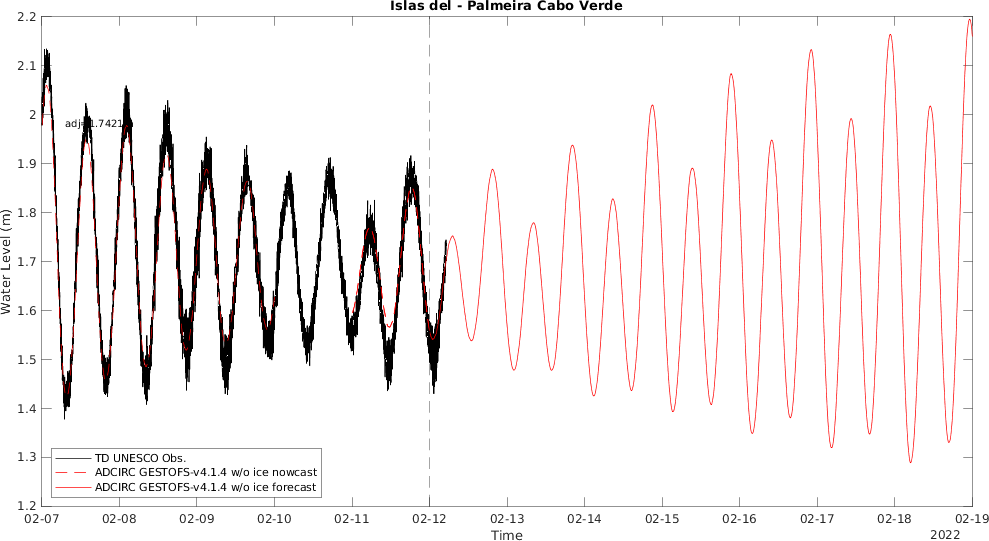 Islas del - Palmeira Cabo Verde
2.2
2.1
2
1.9
1.8
1.7
1.6
1.5
1.4
1.3
1.2
Water Level (m)
adj=1.7421
TD UNESCO Obs.
ADCIRC GESTOFS-v4.1.4 w/o ice nowcast
ADCIRC GESTOFS-v4.1.4 w/o ice forecast
02-07 02-08 02-09 02-10 02-11 02-12 02-13 02-14 02-15 02-16 02-17 02-18 02-19
Time
2022